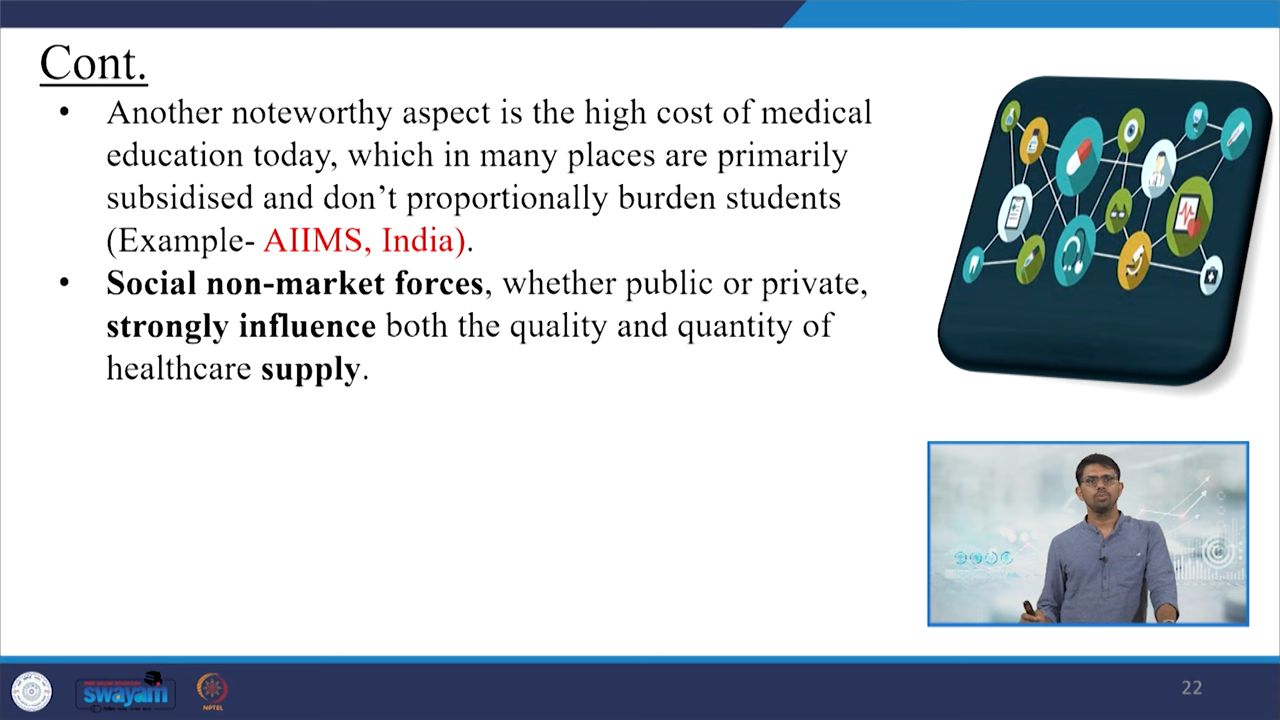 Cont.
• Another noteworthy aspect is the high cost of medical
education today, which in many places are primarily
subsidised and don’t proportionally burden students
(Example- AIIMS, India).
• Social non-market forces, whether public or private,
strongly influence both the quality and quantity of
healthcare supply.
swayam
NPTEL
22